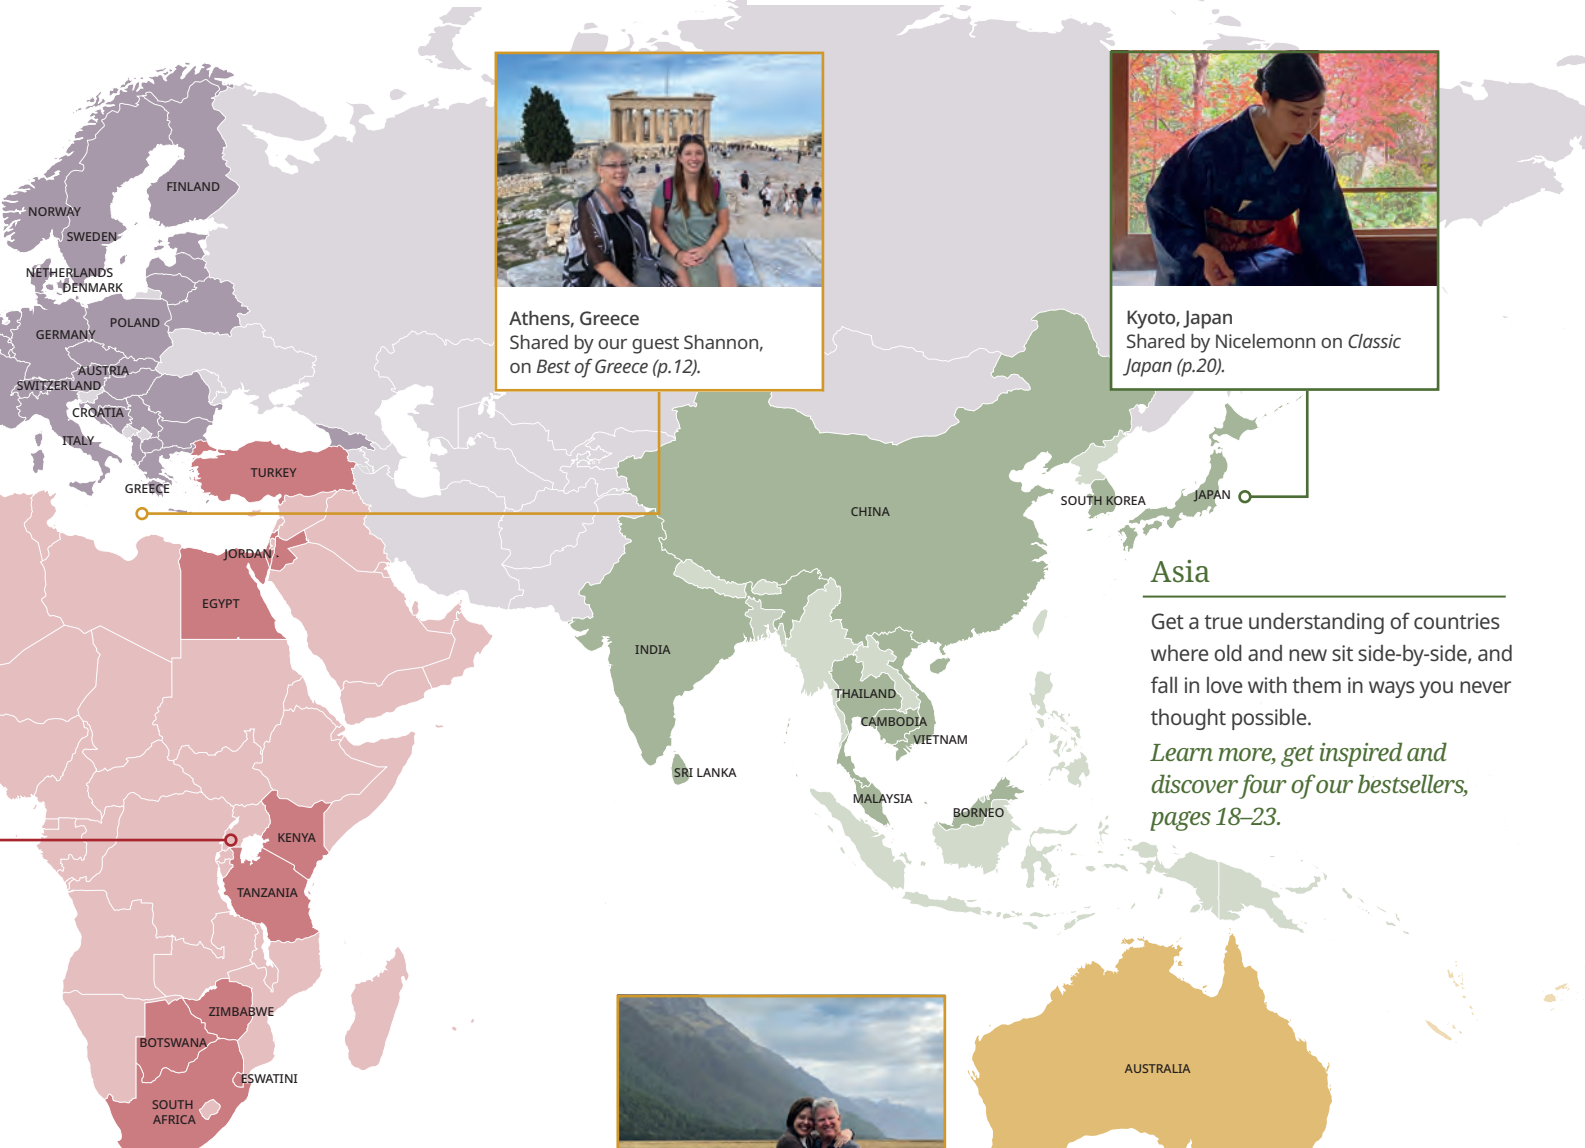 FINLAND
NORWAY
SWEDEN
NETHERLANDS
DENMARK
POLAND
GERMANY
AUSTRIA
SWITZERLAND
CROATIA
ITALY
GREECE
TURKEY
JORDAN
EGYPT
KENYA
TANZANIA
ZIMBABWE
BOTSWANA
ESWATINI
SOUTH
AFRICA
Athens, Greece
Shared by our guest Shannon,
on Best of Greece (p.12).
Kyoto, Japan
Shared by Nicelemonn on Classic
Japan (p.20).
CHINA
SOUTH KOREA
JAPAN
INDIA
THAILAND
CAMBODIA
VIETNAM
SRI LANKA
MALAYSIA
BORNEO
Asia
Get a true understanding of countries
where old and new sit side-by-side, and
fall in love with them in ways you never
thought possible.
Learn more, get inspired and
discover four of our bestsellers,
pages 18–23.
AUSTRALIA